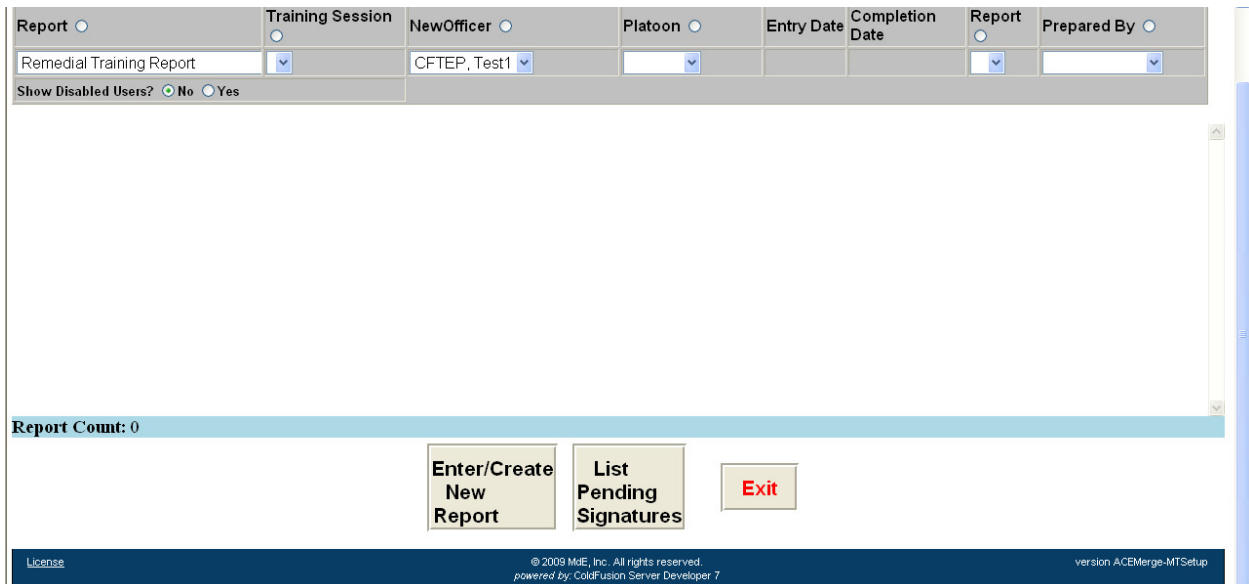 Report Training Session NewOfficer Platoon Entry Date Completion Date Report Prepared By
Remedial Training Report CFTEP, Test1
Show Disabled Users? No Yes
Report Count: 0
Enter/Create
New
Report
List
Pending
Signatures
Exit
License
© 2009 MdE, Inc. All rights reserved.
powered by: ColdFusion Server Developer 7
version ACEMerge-MTSetup